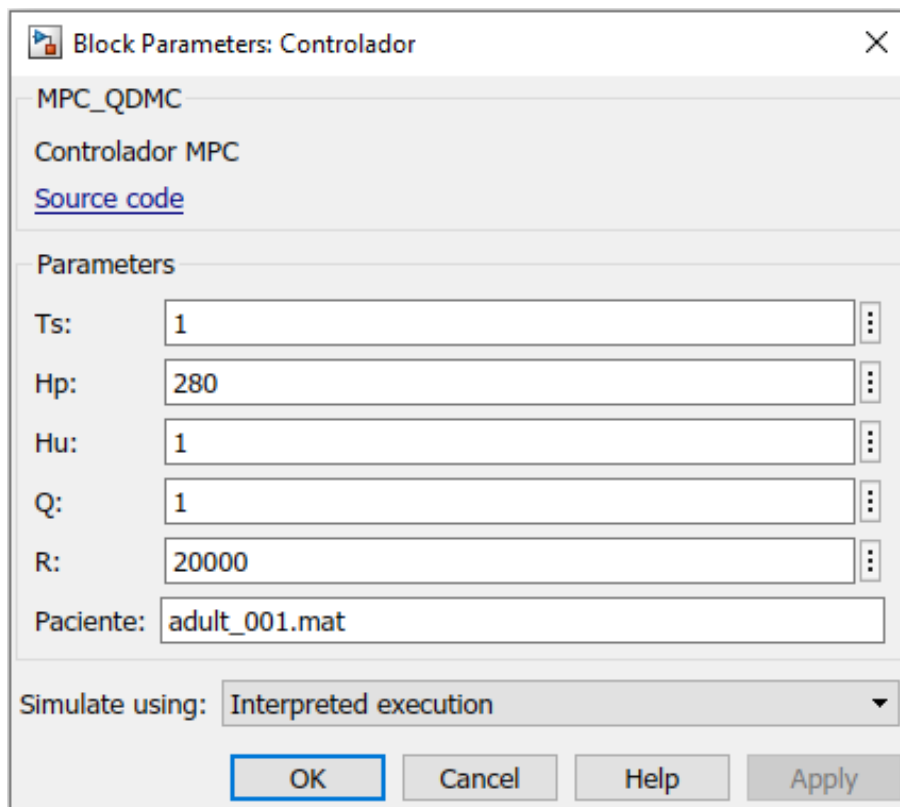 Block Parameters: Controlador
MPC_QDMC
Controlador MPC
Source code
Parameters
Ts: 1
Hp: 280
Hu: 1
Q: 1
R: 20000
Paciente: adult_001.mat
Simulate using: Interpreted execution
OK Cancel Help Apply